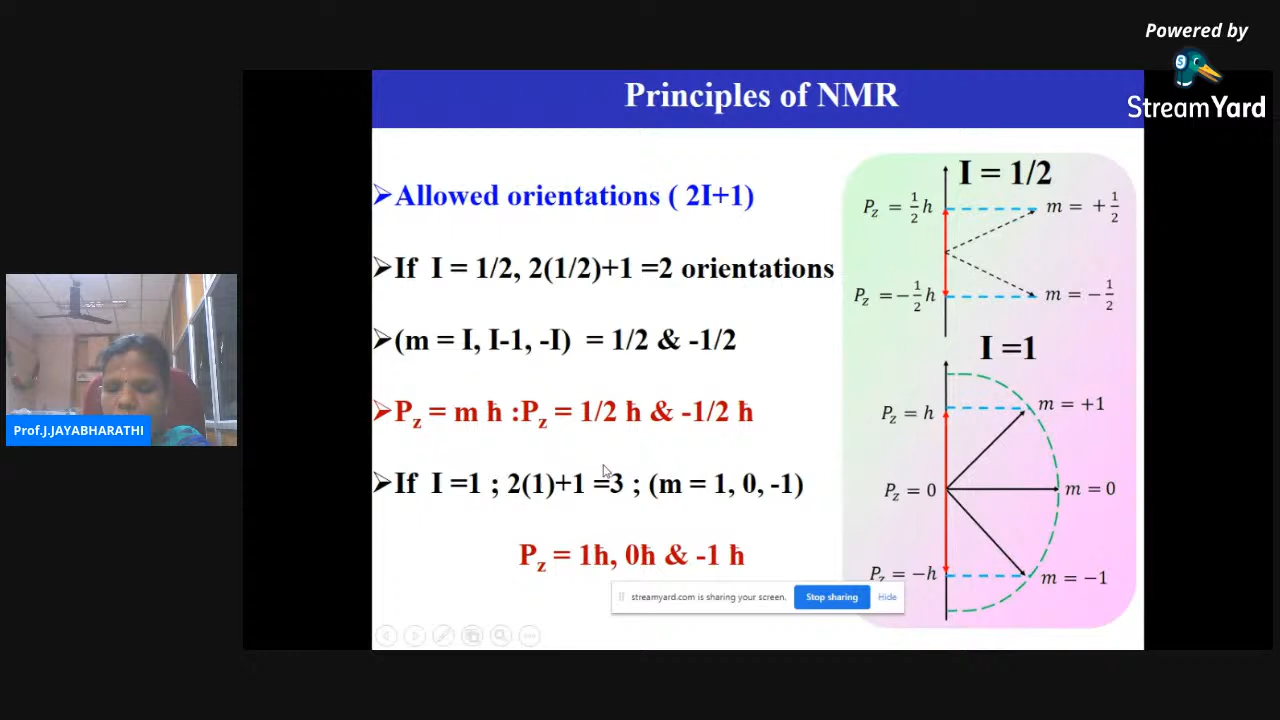 Powered by
StreamYard
Principles of NMR
➢Allowed orientations ( 2I+1)
➢If I = 1/2, 2(1/2)+1 =2 orientations
➢(m = I, I-1, -I) = 1/2 & -1/2
➢Pz = m ħ :Pz = 1/2 ħ & -1/2 ħ
➢If I =1 ; 2(1)+1 =3 ; (m = 1, 0, -1)
Pz = 1ħ, 0ħ & -1 ħ
I = 1/2
Pz = 1/2 h
m = +1/2
Pz = −1/2 h
m = −1/2
I =1
Pz = h
m = +1
Pz = 0
m = 0
Pz = −h
m = −1
Prof.J.JAYABHARATHI
streamyard.com is sharing your screen.
Stop sharing
Hide